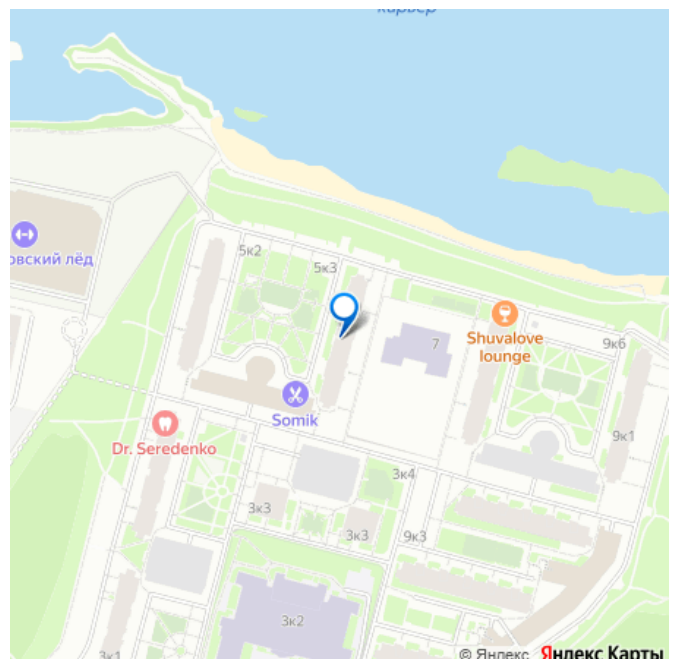 карьер
5к2
5к3
овский лёд
Shuvalove
lounge
7
9к6
Somik
Dr. Seredenko
9к1
3к4
3к3
3к3
9к3
3к2
3к1
© Яндекс Яндекс Карты